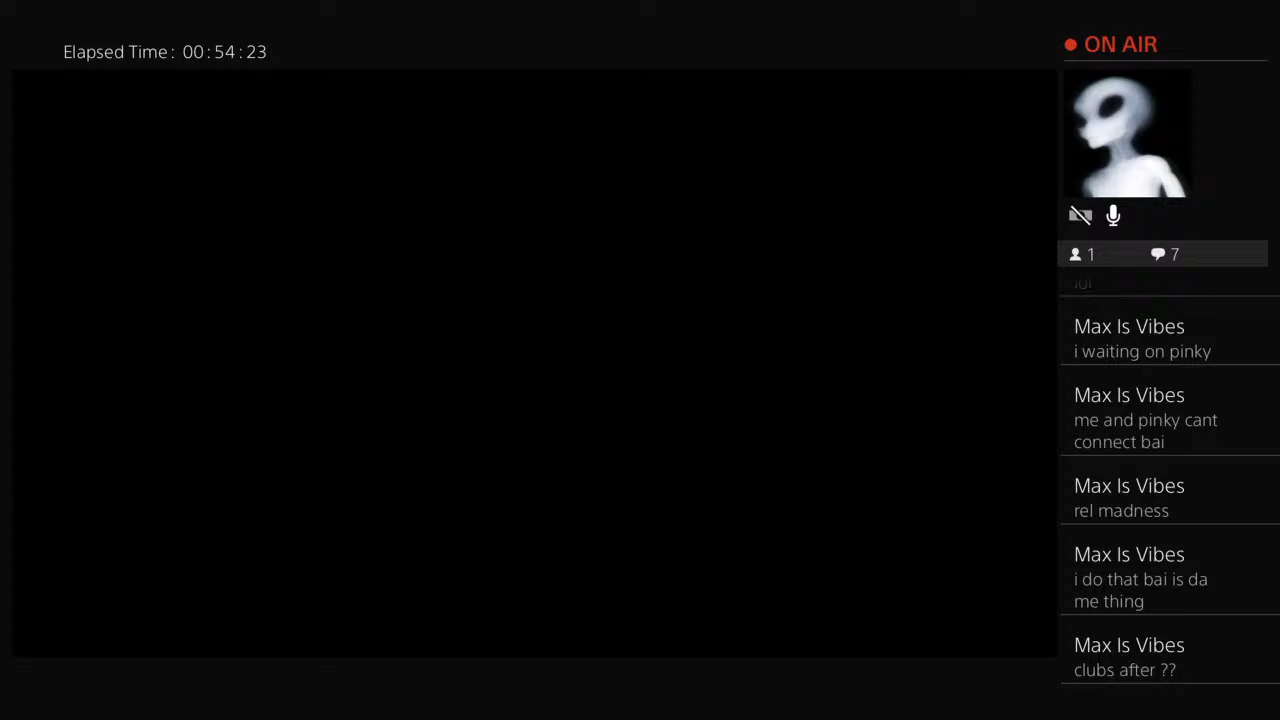 Elapsed Time: 00:54:23
ON AIR
1 7
lol
Max Is Vibes
i waiting on pinky
Max Is Vibes
me and pinky cant
connect bai
Max Is Vibes
rel madness
Max Is Vibes
i do that bai is da
me thing
Max Is Vibes
clubs after ??